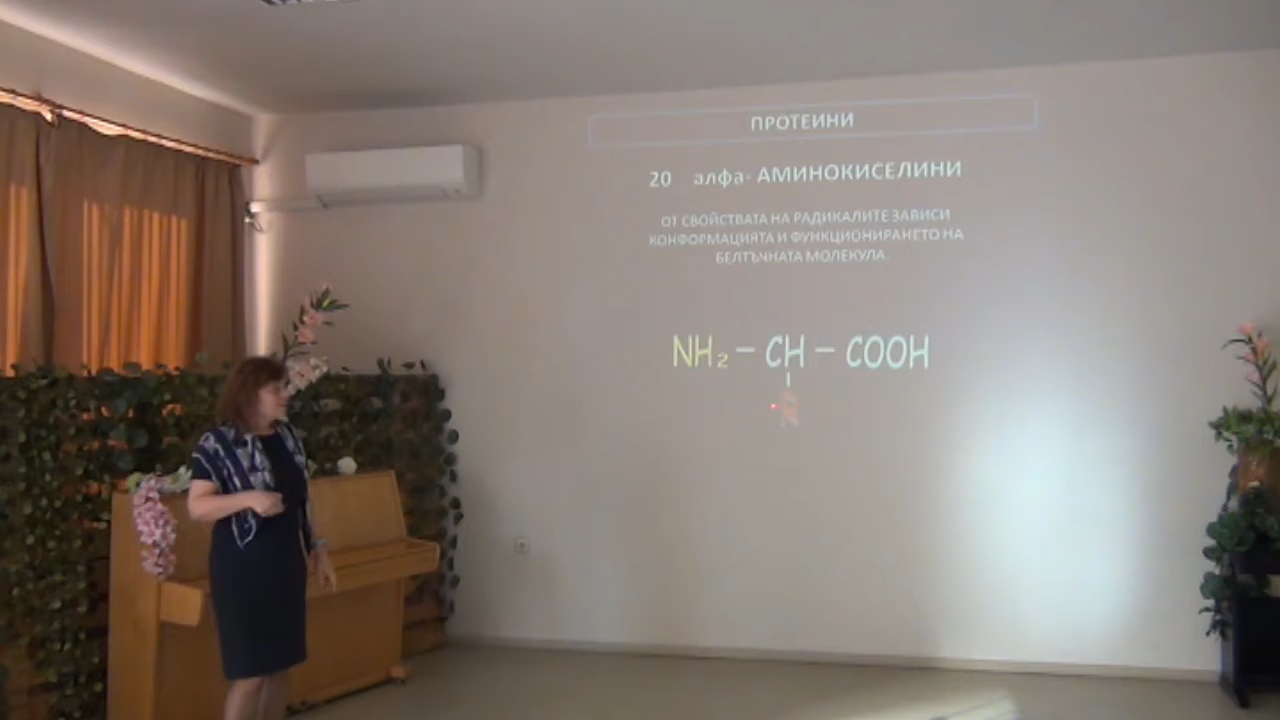 ПРОТЕИНИ
20 алфа- АМИНОКИСЕЛИНИ
ОТ СВОЙСТВАТА НА РАДИКАЛИТЕ ЗАВИСИ
КОНФОРМАЦИЯТА И ФУНКЦИОНИРАНЕТО НА
БЕЛТЪЧНАТА МОЛЕКУЛА.
NH₂ – CH – COOH
R